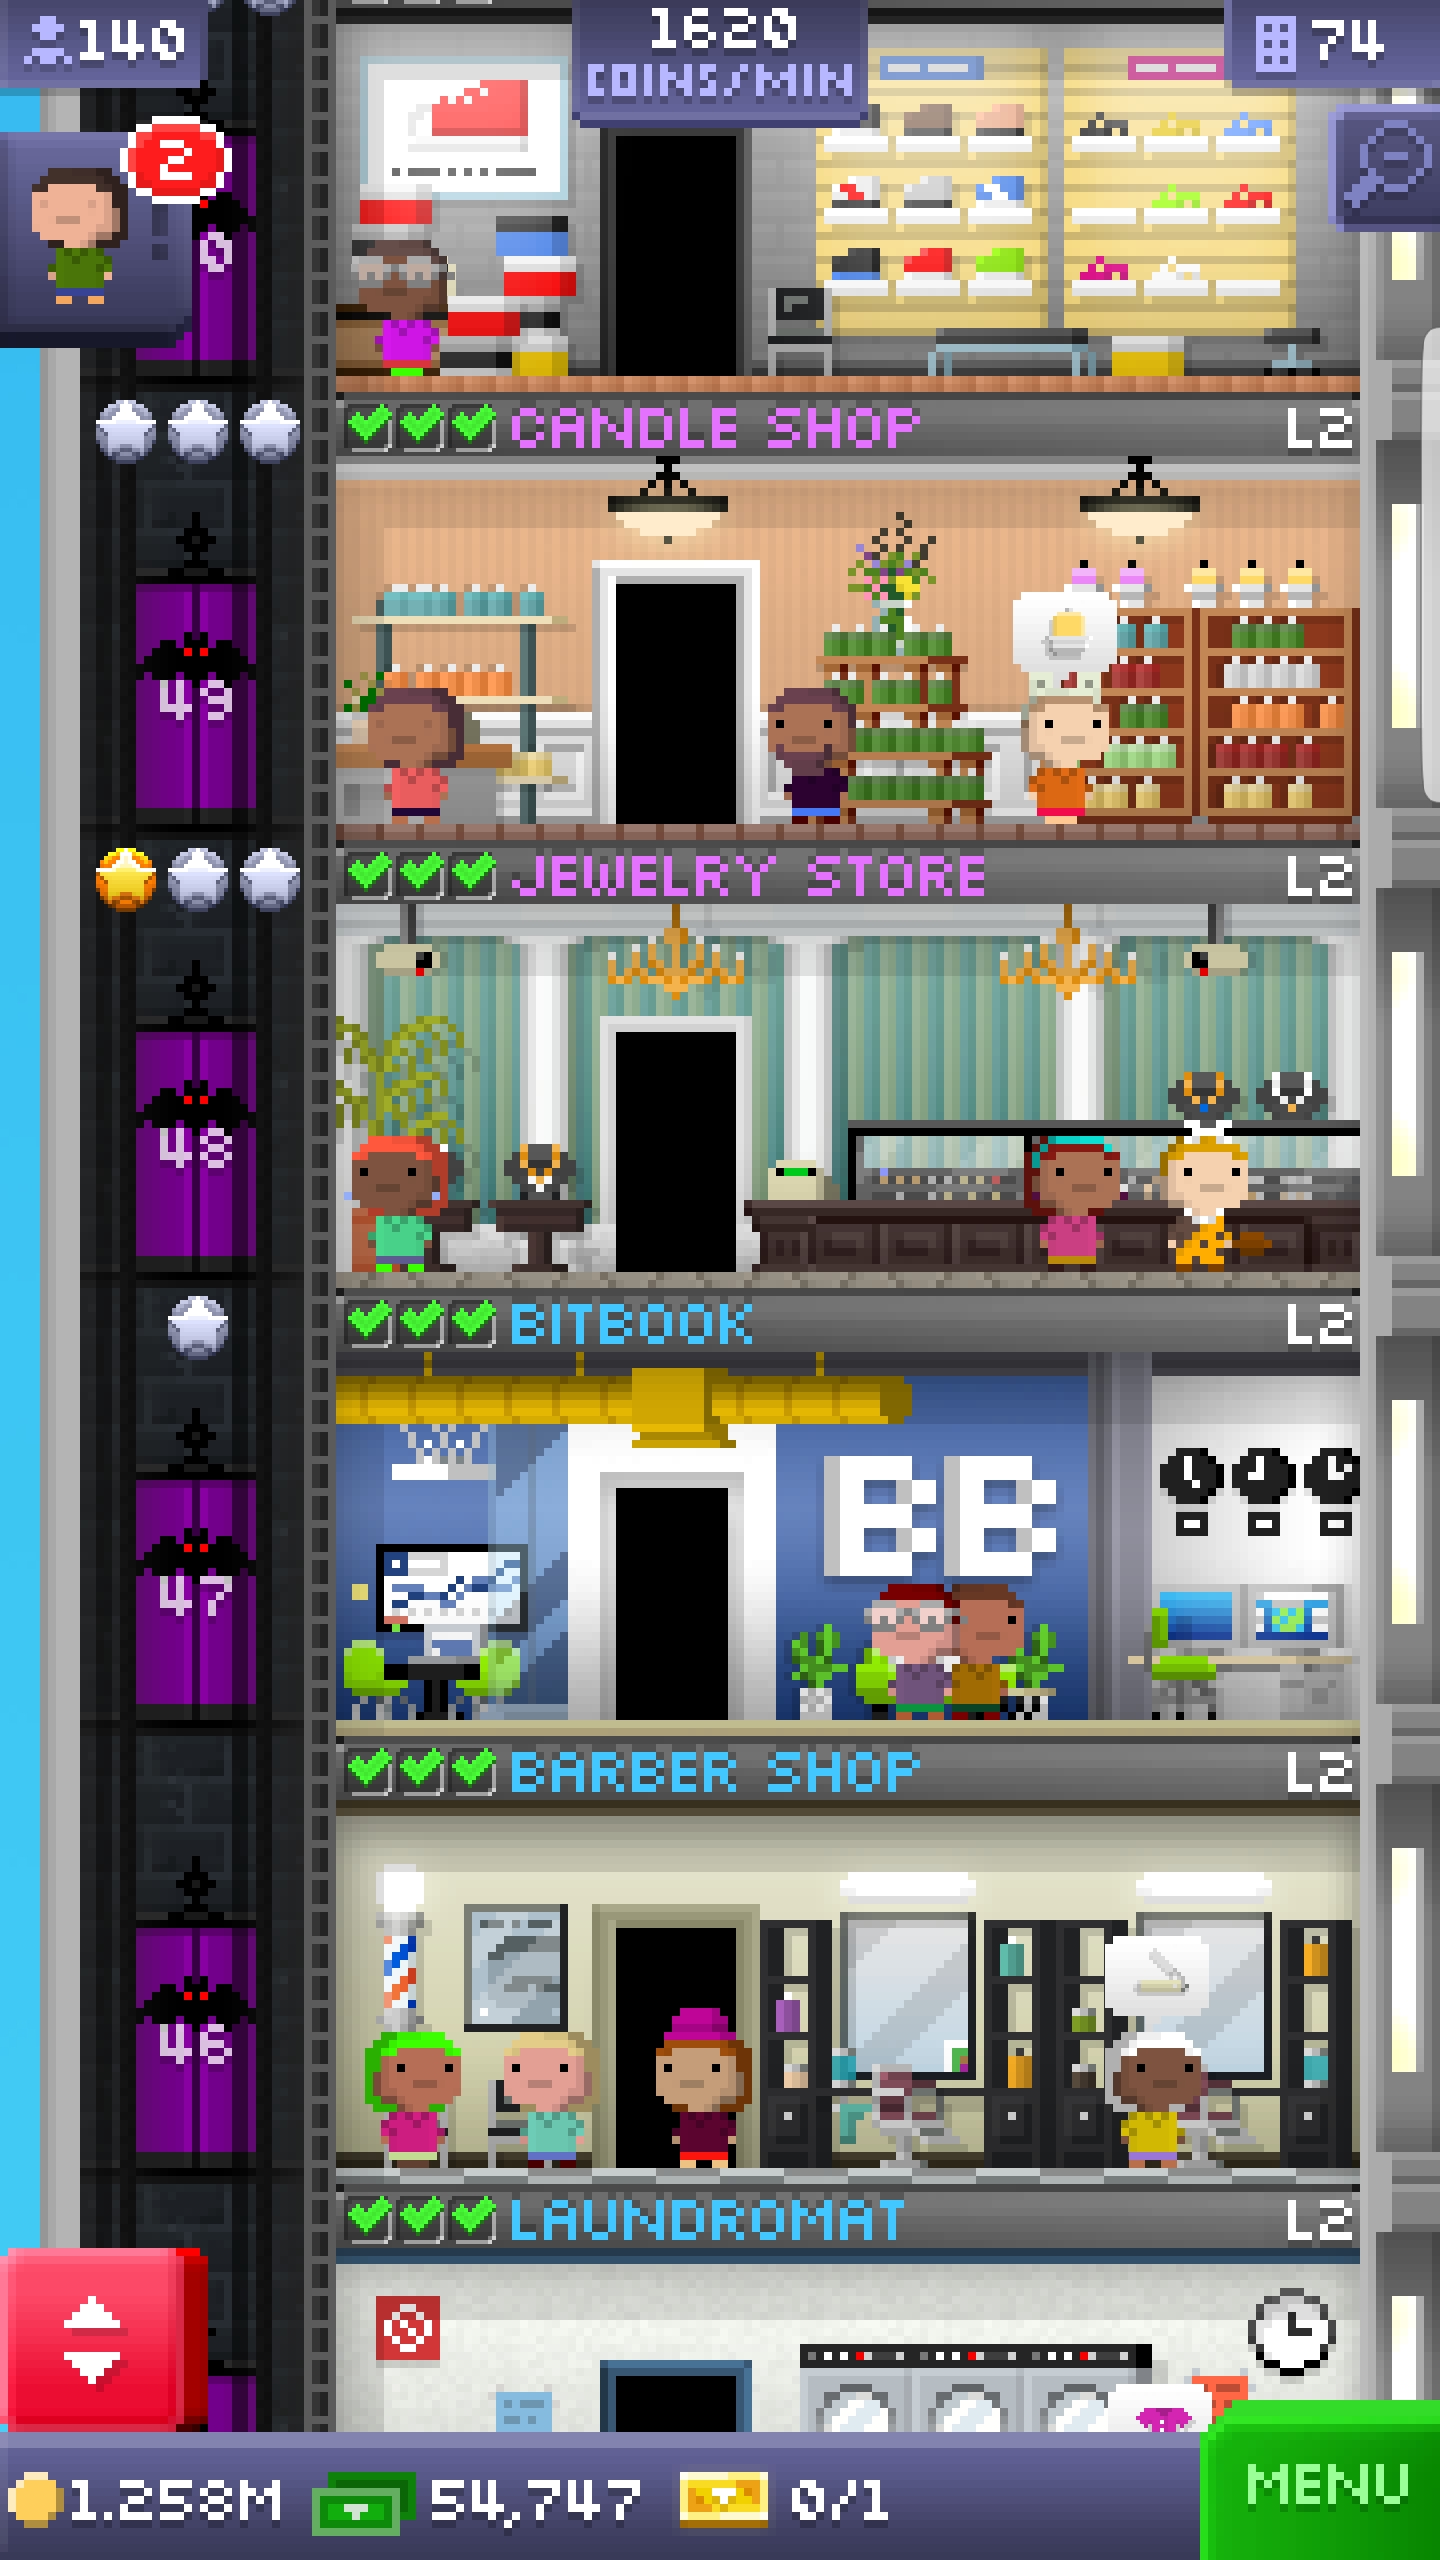 140
1620
COINS/MIN
74
2
0
CANDLE SHOP L2
49
JEWELRY STORE L2
48
BITBOOK L2
BB
47
BARBER SHOP L2
46
LAUNDROMAT L2
1.258M 54,747 0/1 MENU